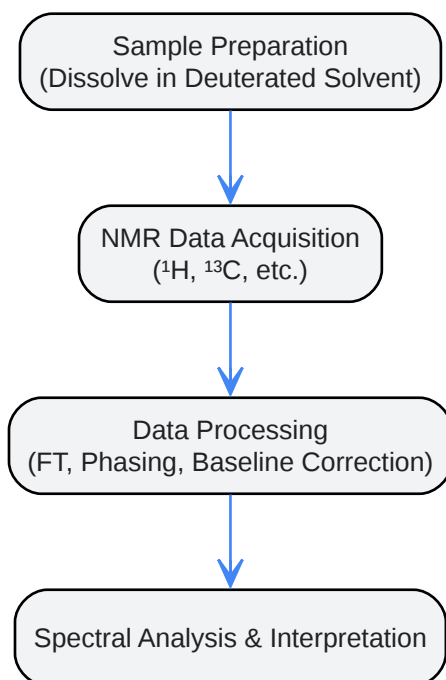 Sample Preparation
(Dissolve in Deuterated Solvent)
NMR Data Acquisition
(¹H, ¹³C, etc.)
Data Processing
(FT, Phasing, Baseline Correction)
Spectral Analysis & Interpretation